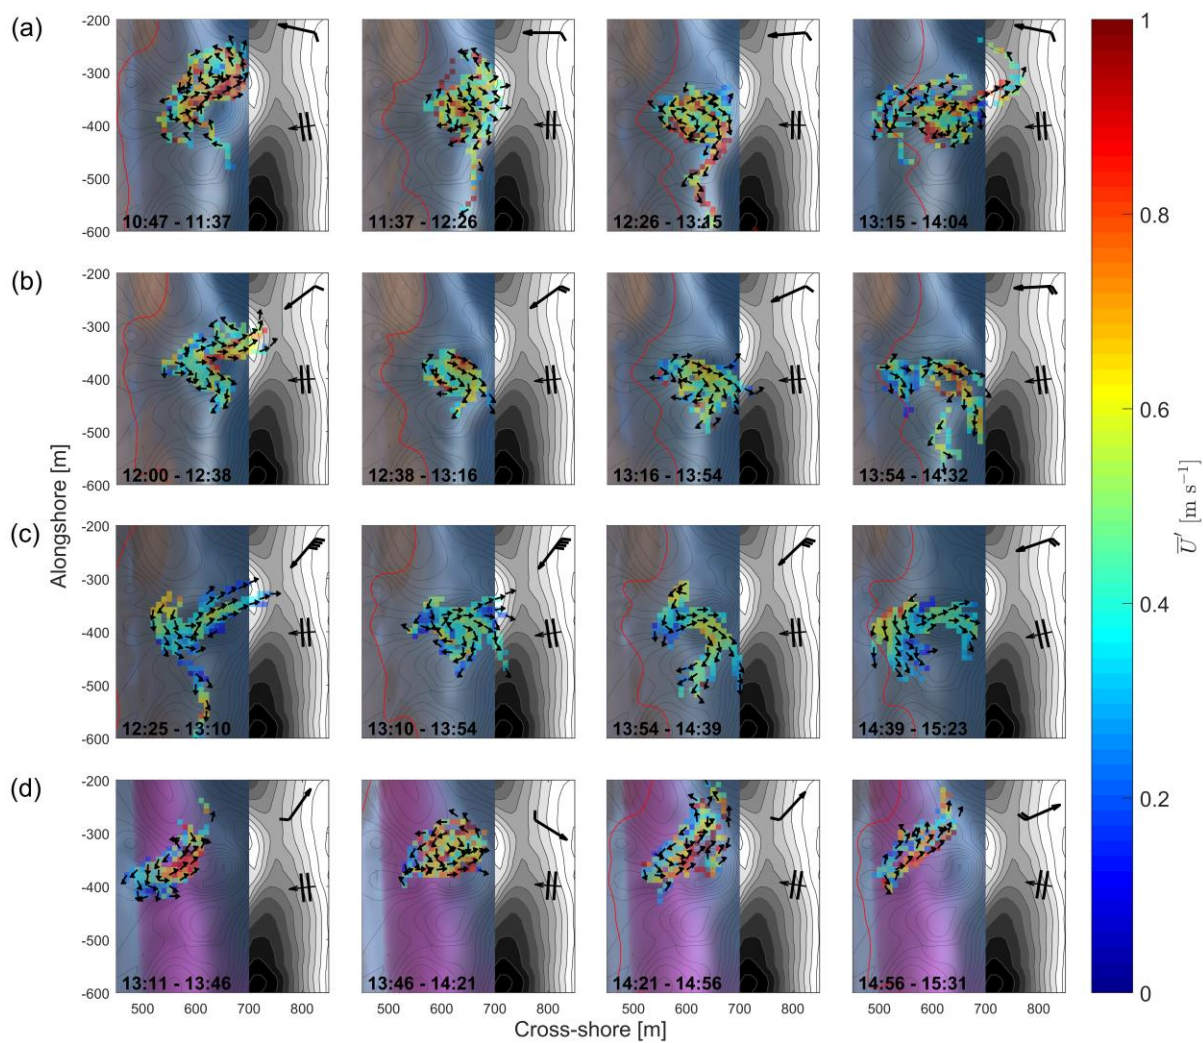 (a)
-200
-300
-400
-500
-600
10:47 - 11:37
11:37 - 12:26
12:26 - 13:15
13:15 - 14:04
(b)
-200
-300
-400
-500
-600
12:00 - 12:38
12:38 - 13:16
13:16 - 13:54
13:54 - 14:32
Alongshore [m]
(c)
-200
-300
-400
-500
-600
12:25 - 13:10
13:10 - 13:54
13:54 - 14:39
14:39 - 15:23
(d)
-200
-300
-400
-500
-600
13:11 - 13:46
13:46 - 14:21
14:21 - 14:56
14:56 - 15:31
500 600 700 800
500 600 700 800
500 600 700 800
500 600 700 800
Cross-shore [m]
1
0.8
0.6
0.4
0.2
0
U̅′ [m s⁻¹]